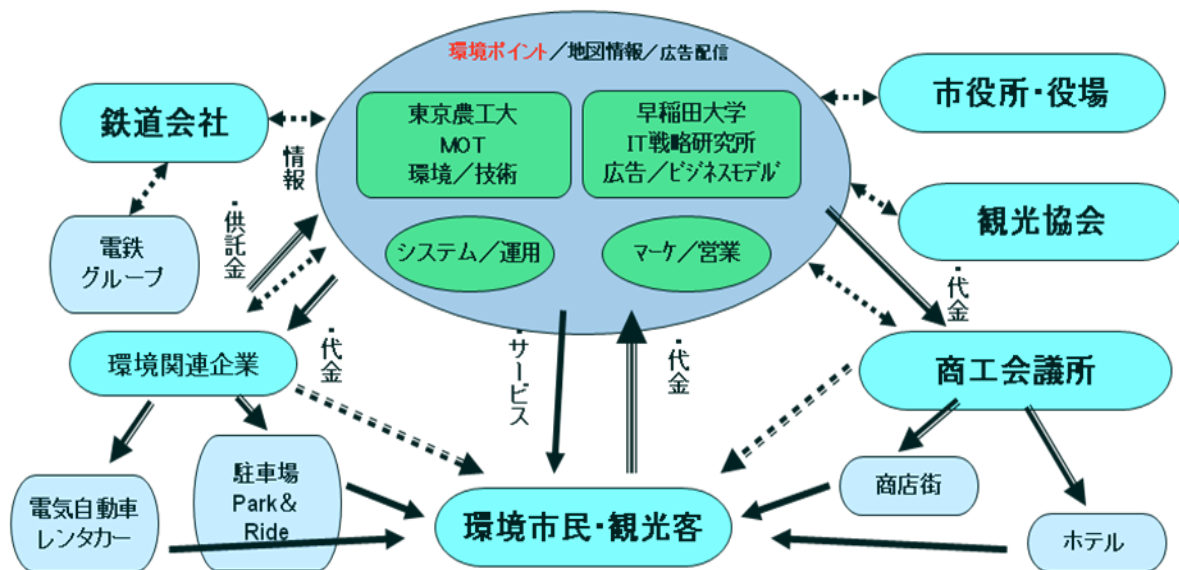 環境ポイント／地図情報／広告配信
東京農工大
MOT
環境／技術
早稲田大学
IT戦略研究所
広告／ビジネスモデル
システム／運用
マーケ／営業
鉄道会社
電鉄
グループ
情報
・供託金
市役所・役場
観光協会
・代金
環境関連企業
・代金
・サービス
・代金
商工会議所
電気自動車
レンタカー
駐車場
Park＆
Ride
環境市民・観光客
商店街
ホテル